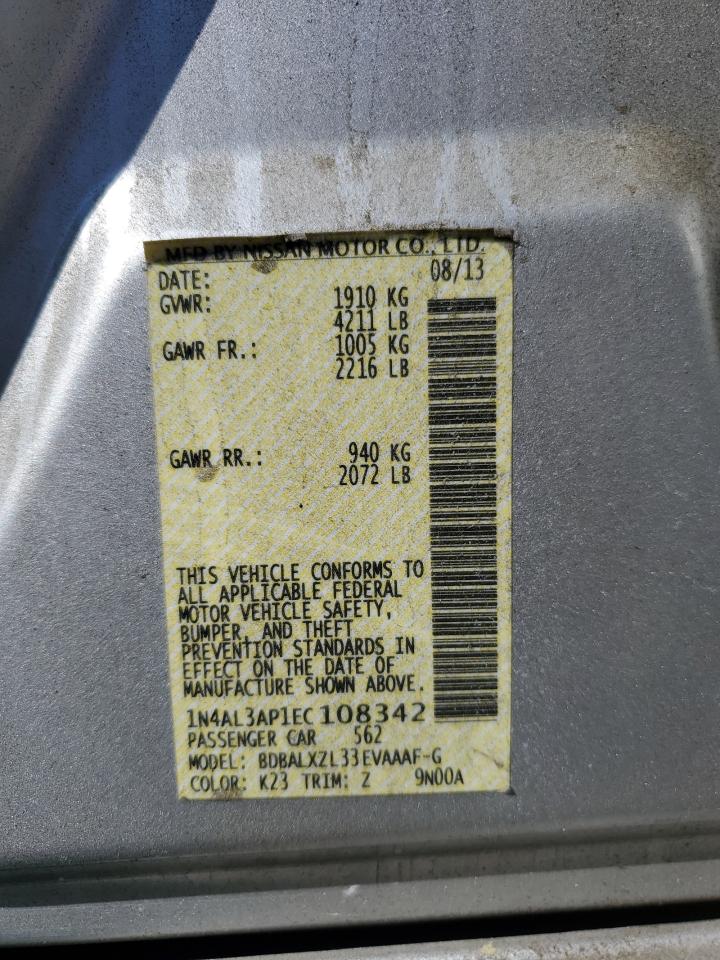 MFD BY NISSAN MOTOR CO., LTD.
DATE: 08/13
GVWR: 1910 KG
4211 LB
GAWR FR.: 1005 KG
2216 LB
GAWR RR.: 940 KG
2072 LB
THIS VEHICLE CONFORMS TO
ALL APPLICABLE FEDERAL
MOTOR VEHICLE SAFETY,
BUMPER, AND THEFT
PREVENTION STANDARDS IN
EFFECT ON THE DATE OF
MANUFACTURE SHOWN ABOVE.
1N4AL3AP1EC108342
PASSENGER CAR 562
MODEL: BDBALXZL33EVAAAF-G
COLOR: K23 TRIM: Z 9N00A